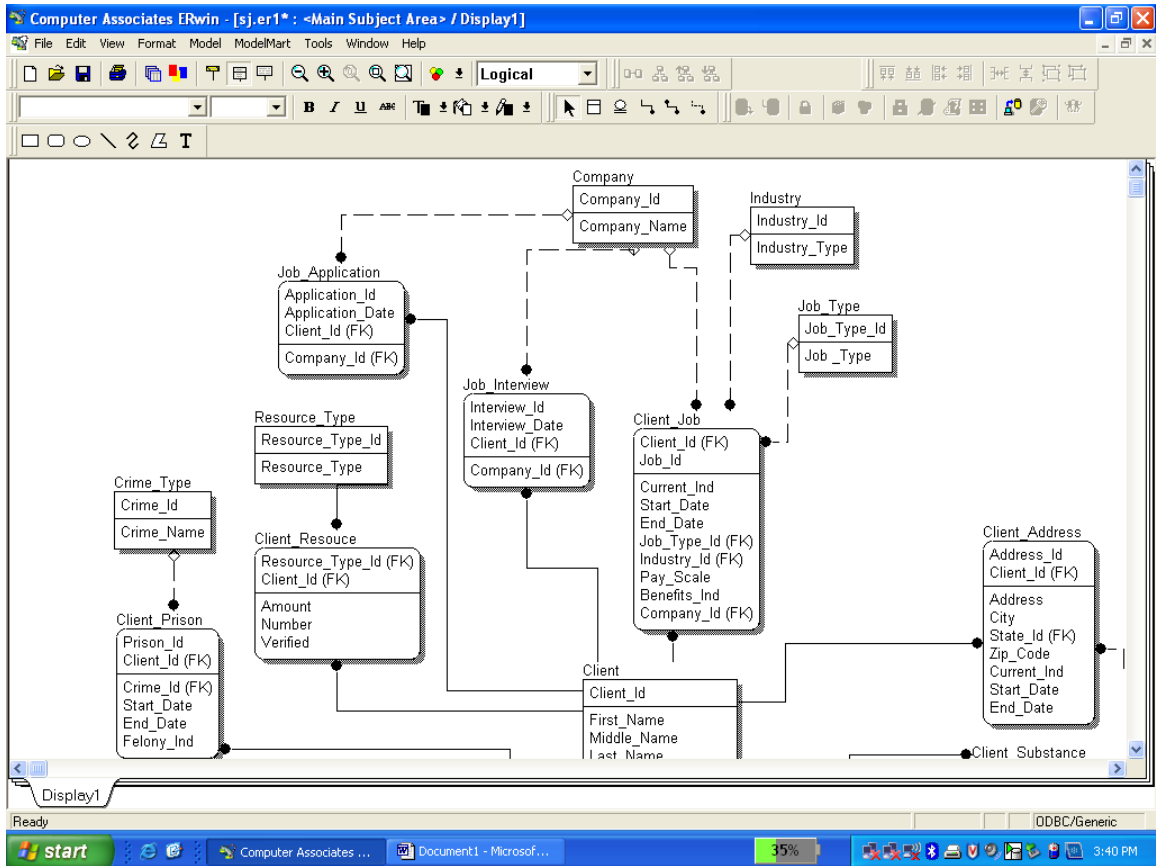 Computer Associates ERwin - [sj.er1* : <Main Subject Area> / Display1]
File Edit View Format Model ModelMart Tools Window Help
Logical
B I U ABC
T
Company
Company_Id
Company_Name
Industry
Industry_Id
Industry_Type
Job_Application
Application_Id
Application_Date
Client_Id (FK)
Company_Id (FK)
Job_Type
Job_Type_Id
Job _Type
Job_Interview
Interview_Id
Interview_Date
Client_Id (FK)
Company_Id (FK)
Resource_Type
Resource_Type_Id
Resource_Type
Client_Job
Client_Id (FK)
Job_Id
Current_Ind
Start_Date
End_Date
Job_Type_Id (FK)
Industry_Id (FK)
Pay_Scale
Benefits_Ind
Company_Id (FK)
Crime_Type
Crime_Id
Crime_Name
Client_Resouce
Resource_Type_Id (FK)
Client_Id (FK)
Amount
Number
Verified
Client_Address
Address_Id
Client_Id (FK)
Address
City
State_Id (FK)
Zip_Code
Current_Ind
Start_Date
End_Date
Client_Prison
Prison_Id
Client_Id (FK)
Crime_Id (FK)
Start_Date
End_Date
Felony_Ind
Client
Client_Id
First_Name
Middle_Name
Last_Name
Client_Substance
Display1
Ready
ODBC/Generic
start
Computer Associates ...
Document1 - Microsof...
35%
3:40 PM